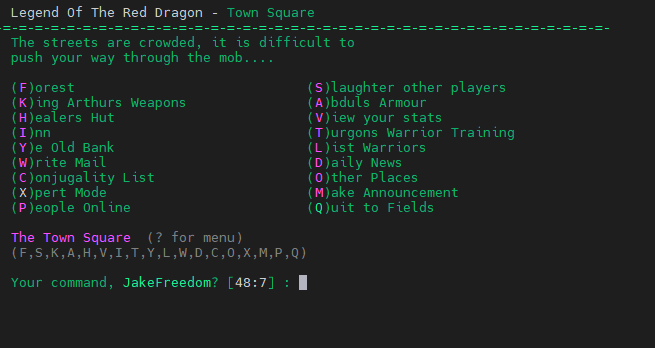 Legend Of The Red Dragon - Town Square
-=-=-=-=-=-=-=-=-=-=-=-=-=-=-=-=-=-=-=-=-=-=-=-=-=-=-=-=-=-=-=-=-=-=-=-=-=-
The streets are crowded, it is difficult to
push your way through the mob....
(F)orest (S)laughter other players
(K)ing Arthurs Weapons (A)bduls Armour
(H)ealers Hut (V)iew your stats
(I)nn (T)urgons Warrior Training
(Y)e Old Bank (L)ist Warriors
(W)rite Mail (D)aily News
(C)onjugality List (O)ther Places
(X)pert Mode (M)ake Announcement
(P)eople Online (Q)uit to Fields
The Town Square (? for menu)
(F,S,K,A,H,V,I,T,Y,L,W,D,C,O,X,M,P,Q)
Your command, JakeFreedom? [48:7] :